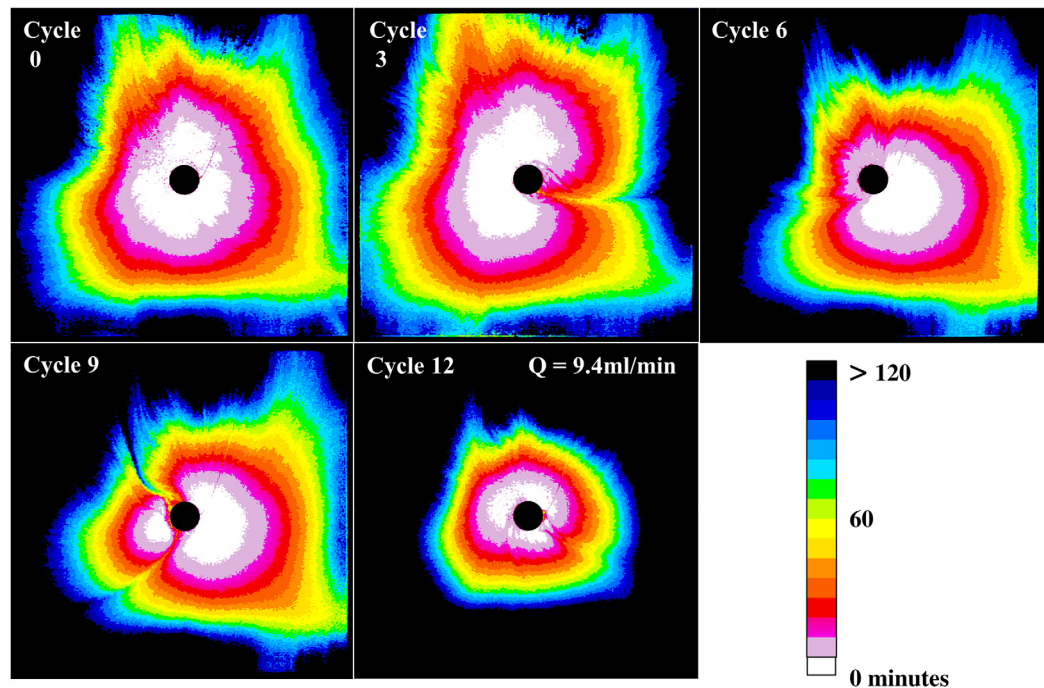 Cycle
0
Cycle
3
Cycle 6
Cycle 9
Cycle 12
Q = 9.4ml/min
> 120
60
0 minutes